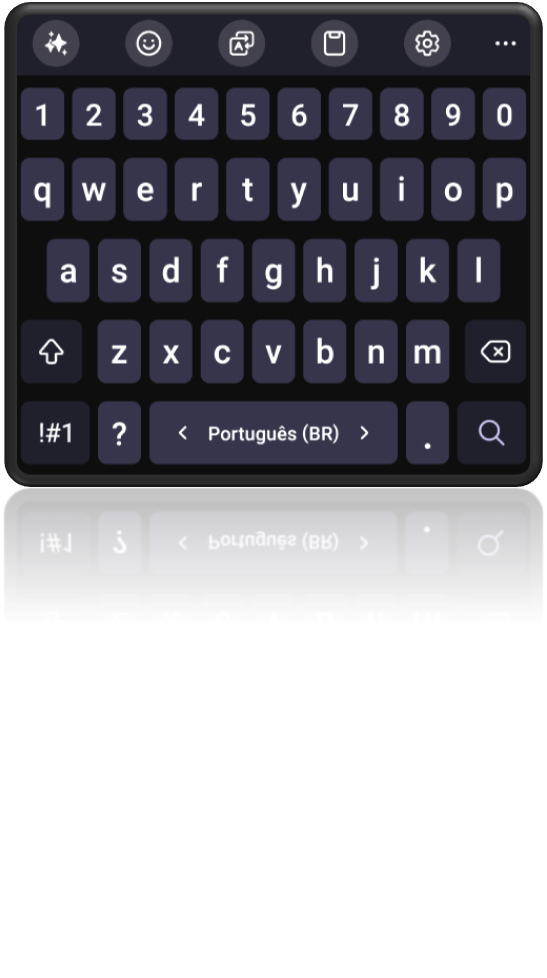 1 2 3 4 5 6 7 8 9 0
q w e r t y u i o p
a s d f g h j k l
z x c v b n m
!#1 ? < Português (BR) > .